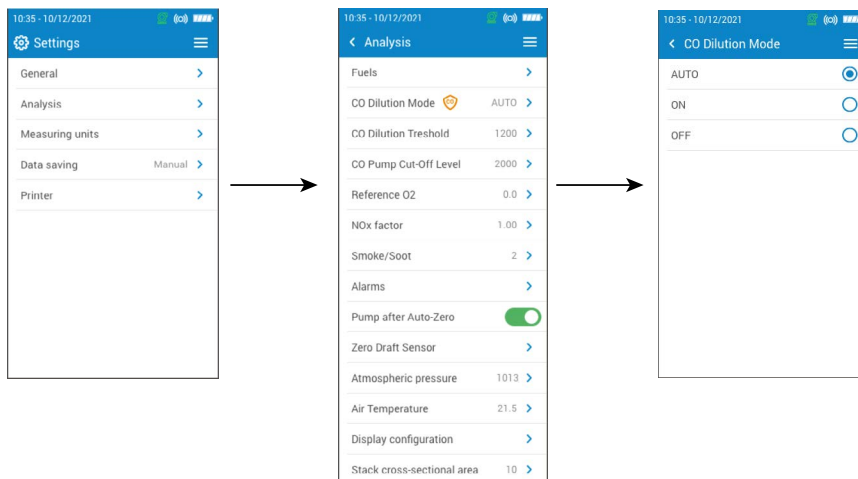 10:35 - 10/12/2021
Settings
General
Analysis
Measuring units
Data saving Manual
Printer
10:35 - 10/12/2021
Analysis
Fuels
CO Dilution Mode CO AUTO
CO Dilution Treshold 1200
CO Pump Cut-Off Level 2000
Reference O2 0.0
NOx factor 1.00
Smoke/Soot 2
Alarms
Pump after Auto-Zero
Zero Draft Sensor
Atmospheric pressure 1013
Air Temperature 21.5
Display configuration
Stack cross-sectional area 10
10:35 - 10/12/2021
CO Dilution Mode
AUTO
ON
OFF